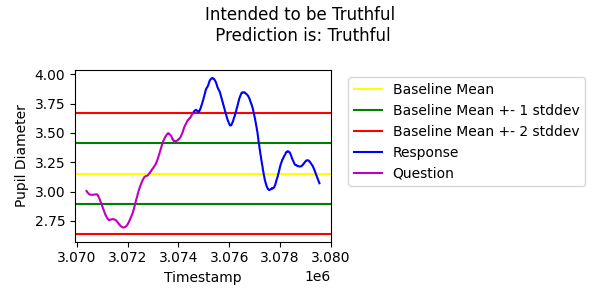 Intended to be Truthful
Prediction is: Truthful
Pupil Diameter
4.00
3.75
3.50
3.25
3.00
2.75
3.070 3.072 3.074 3.076 3.078 3.080
1e6
Timestamp
Baseline Mean
Baseline Mean +- 1 stddev
Baseline Mean +- 2 stddev
Response
Question